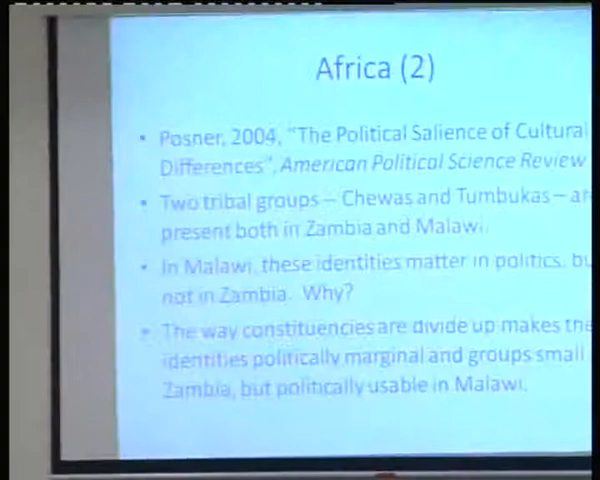 Africa (2)
• Posner, 2004, "The Political Salience of Cultural
Differences", American Political Science Review
• Two tribal groups – Chewas and Tumbukas – ar
present both in Zambia and Malawi.
• In Malawi, these identities matter in politics, bu
not in Zambia. Why?
• The way constituencies are divide up makes the
identities politically marginal and groups small
Zambia, but politically usable in Malawi.